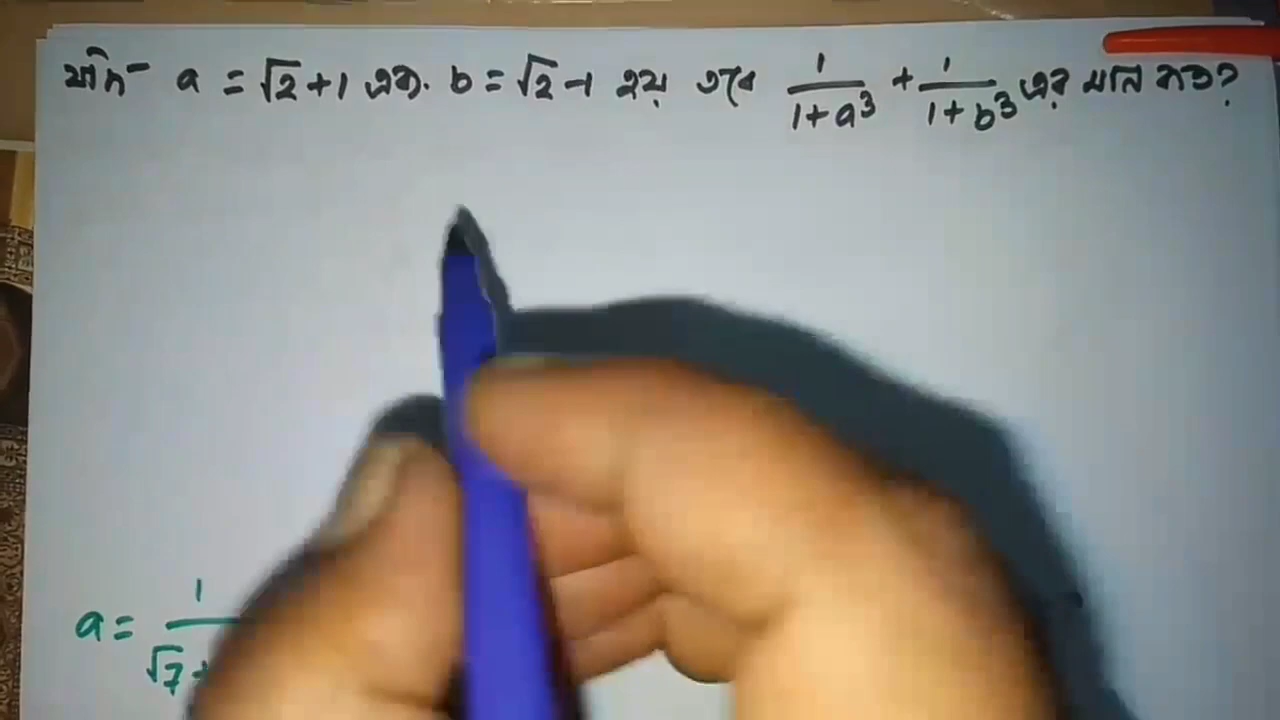 যদি a = √2+1 এবং b = √2-1 হয় তবে 1/1+a³ + 1/1+b³ এর মান কত?
a = 1/√7+